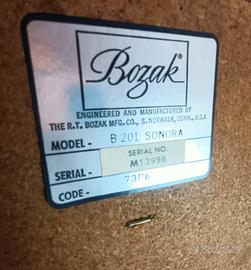 Bozak
ENGINEERED AND MANUFACTURED BY
THE R.T. BOZAK MFG. CO., S. NORWALK, CONN., U.S.A
MODEL - B-201 SONORA
SERIAL NO.
M13996
SERIAL -
7306
CODE -